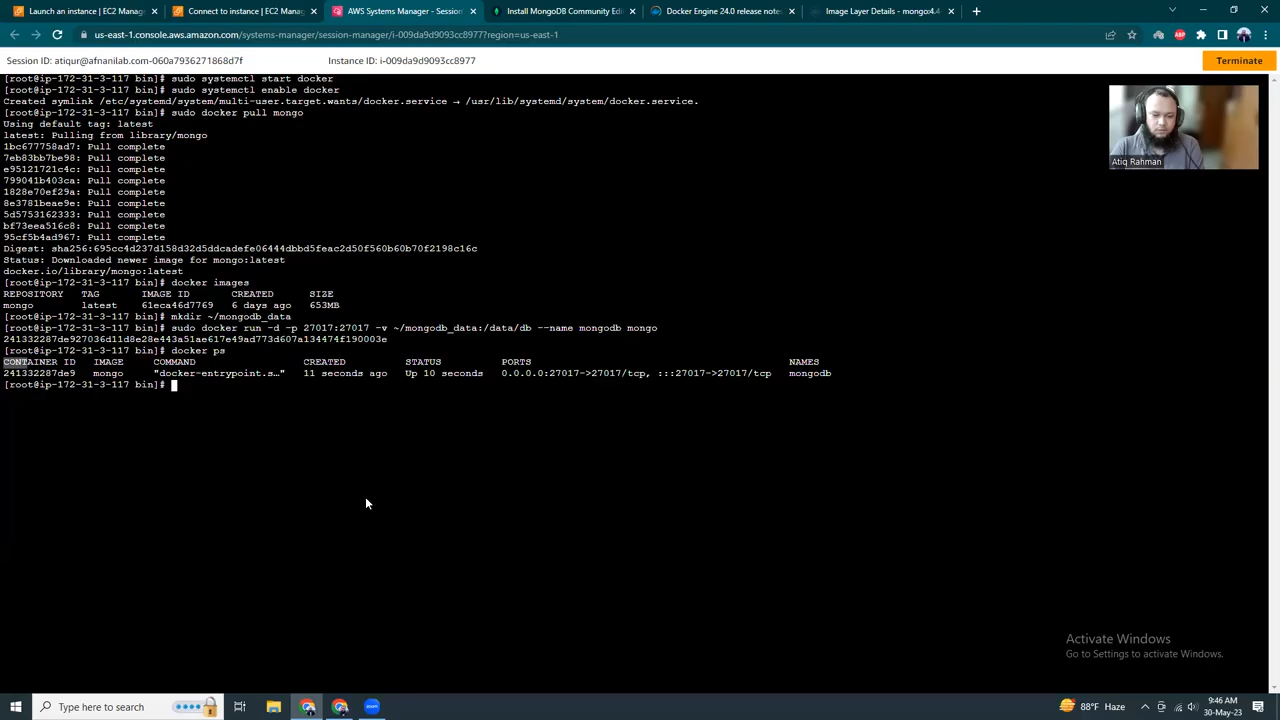 Launch an instance | EC2 Manag
Connect to instance | EC2 Manag
AWS Systems Manager - Session
Install MongoDB Community Edi
Docker Engine 24.0 release notes
Image Layer Details - mongo:4.4
us-east-1.console.aws.amazon.com/systems-manager/session-manager/i-009da9d9093cc8977?region=us-east-1
Session ID: atiqur@afnanilab.com-060a7936271868d7f
Instance ID: i-009da9d9093cc8977
Terminate
[root@ip-172-31-3-117 bin]# sudo systemctl start docker
[root@ip-172-31-3-117 bin]# sudo systemctl enable docker
Created symlink /etc/systemd/system/multi-user.target.wants/docker.service → /usr/lib/systemd/system/docker.service.
[root@ip-172-31-3-117 bin]# sudo docker pull mongo
Using default tag: latest
latest: Pulling from library/mongo
1bc677758ad7: Pull complete
7eb83bb7be98: Pull complete
e95121721c4c: Pull complete
799041b403ca: Pull complete
1828e70ef29a: Pull complete
8e3781beae9e: Pull complete
5d5753162333: Pull complete
bf73eea516c8: Pull complete
95cf5b4ad967: Pull complete
Digest: sha256:695cc4d237d158d32d5ddcadefe06444dbbd5feac2d50f560b60b70f2198c16c
Status: Downloaded newer image for mongo:latest
docker.io/library/mongo:latest
[root@ip-172-31-3-117 bin]# docker images
REPOSITORY TAG IMAGE ID CREATED SIZE
mongo latest 61eca46d7769 6 days ago 653MB
[root@ip-172-31-3-117 bin]# mkdir ~/mongodb_data
[root@ip-172-31-3-117 bin]# sudo docker run -d -p 27017:27017 -v ~/mongodb_data:/data/db --name mongodb mongo
241332287de927036d11d8e28e443a51ae617e49ad773d607a134474f190003e
[root@ip-172-31-3-117 bin]# docker ps
CONTAINER ID IMAGE COMMAND CREATED STATUS PORTS NAMES
241332287de9 mongo "docker-entrypoint.s…" 11 seconds ago Up 10 seconds 0.0.0.0:27017->27017/tcp, :::27017->27017/tcp mongodb
[root@ip-172-31-3-117 bin]#
Atiq Rahman
Activate Windows
Go to Settings to activate Windows.
Type here to search
88°F Haze
9:46 AM
30-May-23